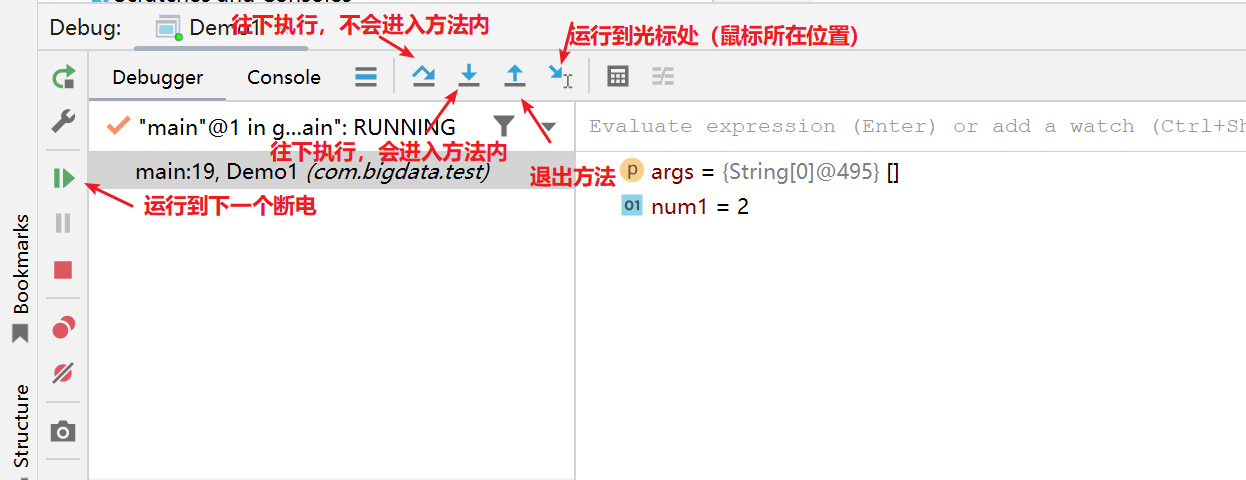 Scratches and Consoles
Debug:
Demo1
往下执行，不会进入方法内
运行到光标处（鼠标所在位置）
Debugger
Console
"main"@1 in g...ain": RUNNING
往下执行，会进入方法内
退出方法
Evaluate expression (Enter) or add a watch (Ctrl+Sh
main:19, Demo1 (com.bigdata.test)
p args = {String[0]@495} []
运行到下一个断电
01 num1 = 2
Bookmarks
Structure